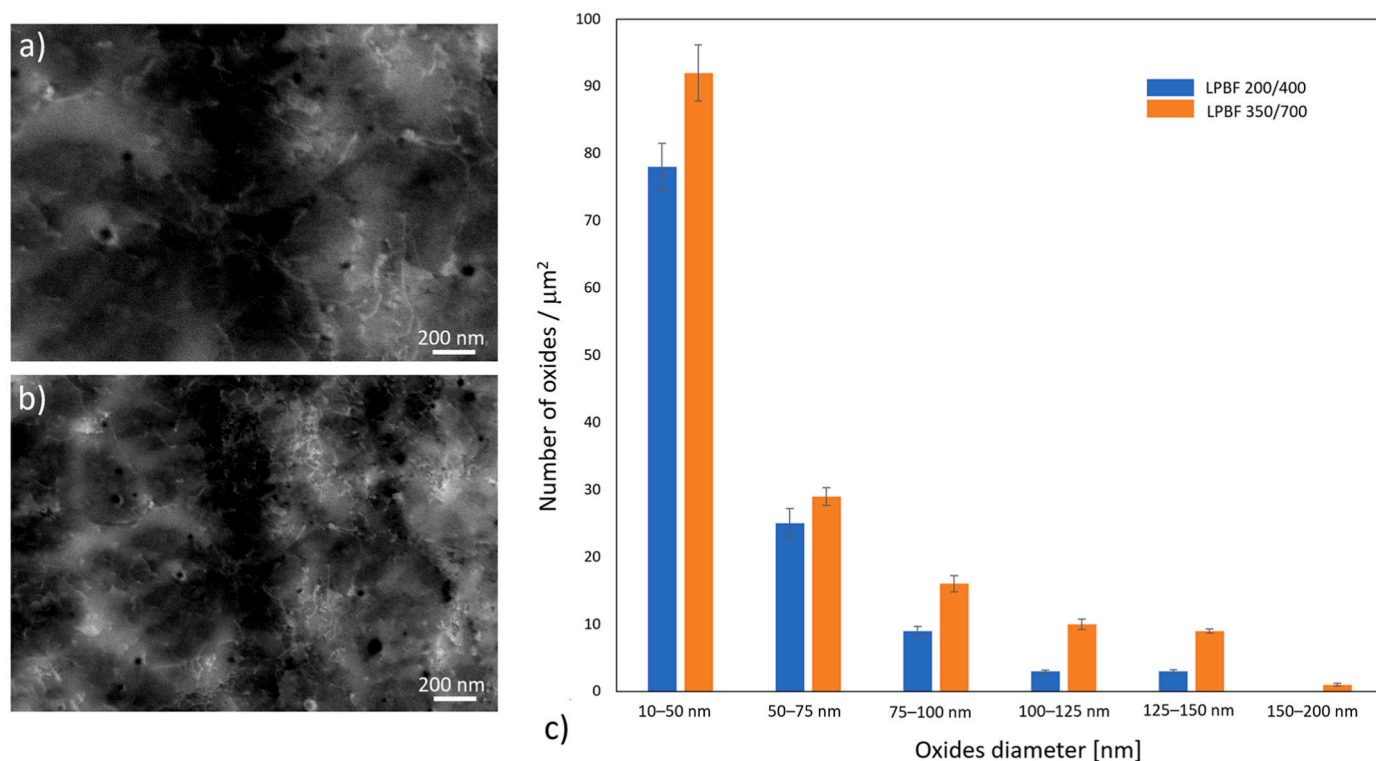 a)
200 nm
b)
200 nm
c)
Number of oxides / µm²
100
90
80
70
60
50
40
30
20
10
0
LPBF 200/400
LPBF 350/700
10–50 nm
50–75 nm
75–100 nm
100–125 nm
125–150 nm
150–200 nm
Oxides diameter [nm]